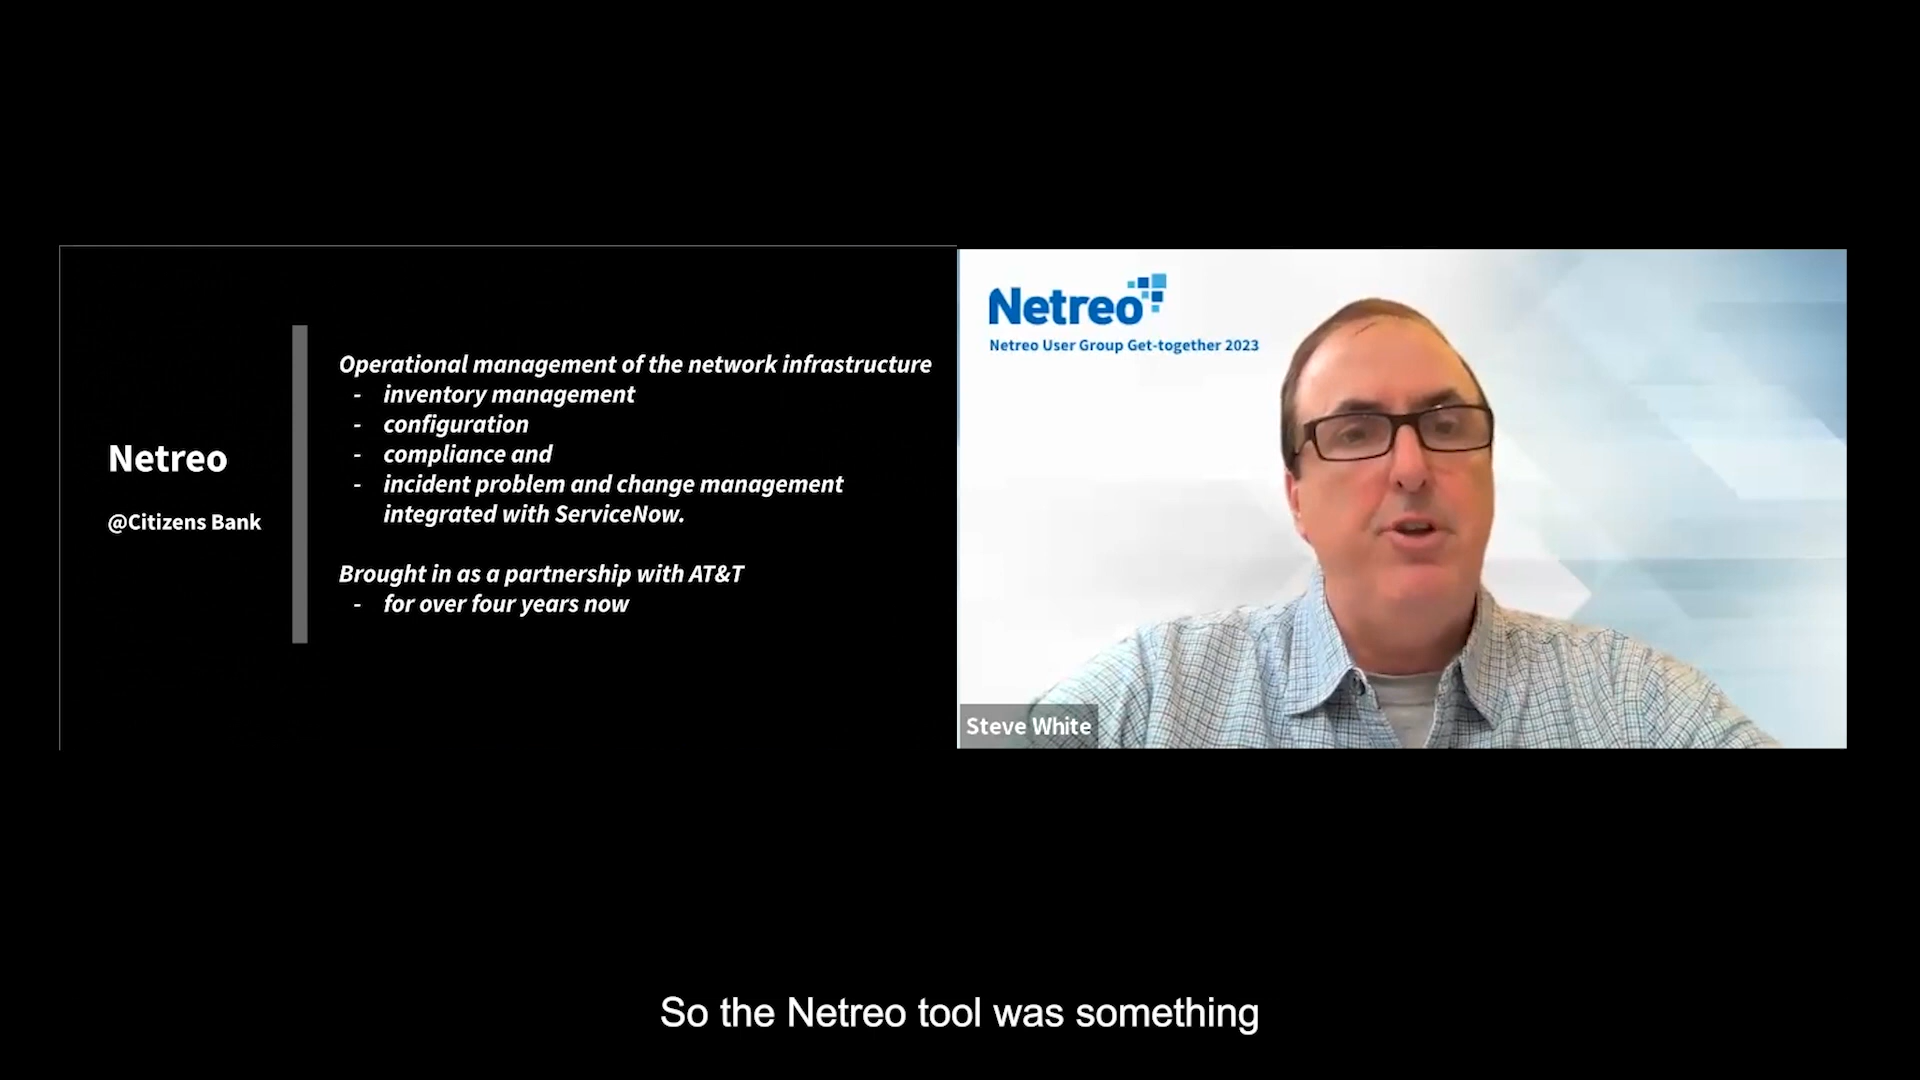 Netreo
@Citizens Bank
Operational management of the network infrastructure
- inventory management
- configuration
- compliance and
- incident problem and change management
integrated with ServiceNow.
Brought in as a partnership with AT&T
- for over four years now
Netreo
Netreo User Group Get-together 2023
Steve White
So the Netreo tool was something